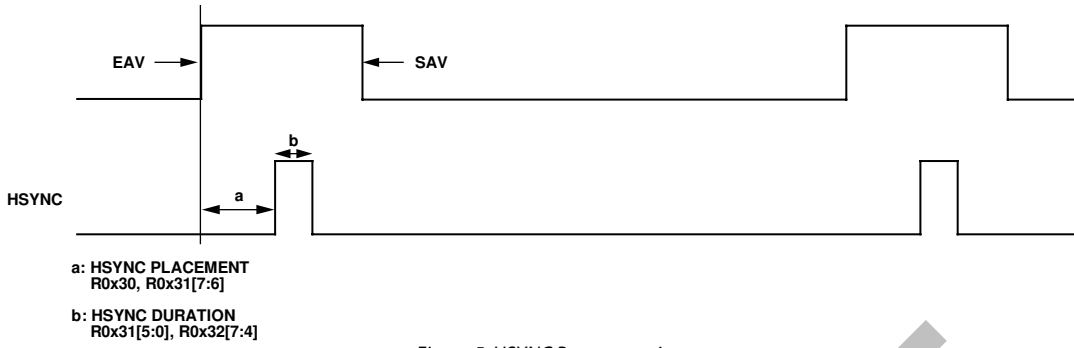 EAV
SAV
b
a
HSYNC
a: HSYNC PLACEMENT
R0x30, R0x31[7:6]
b: HSYNC DURATION
R0x31[5:0], R0x32[7:4]